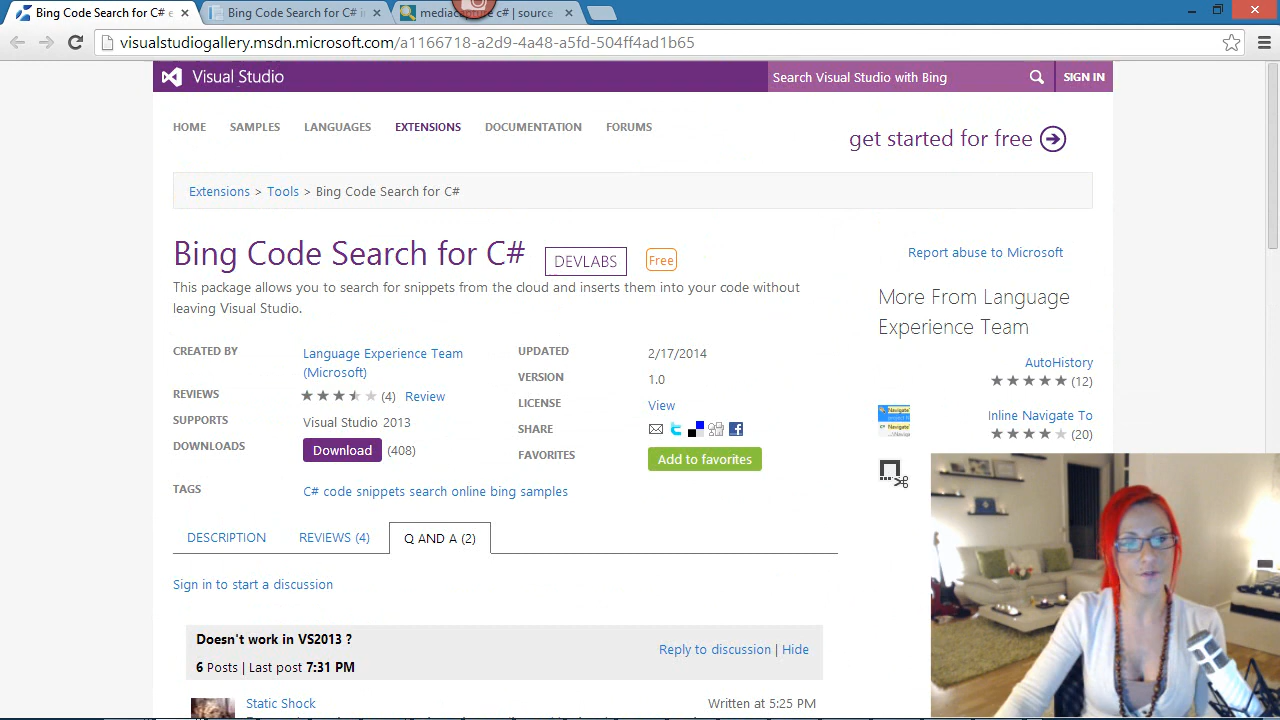 Bing Code Search for C# e
Bing Code Search for C# i
c# | source
visualstudiogallery.msdn.microsoft.com/a1166718-a2d9-4a48-a5fd-504ff4ad1b65
Visual Studio
Search Visual Studio with Bing
SIGN IN
HOME SAMPLES LANGUAGES EXTENSIONS DOCUMENTATION FORUMS
get started for free
Extensions > Tools > Bing Code Search for C#
Bing Code Search for C# DEVLABS Free
This package allows you to search for snippets from the cloud and inserts them into your code without
leaving Visual Studio.
CREATED BY Language Experience Team
(Microsoft)
REVIEWS (4) Review
SUPPORTS Visual Studio 2013
DOWNLOADS Download (408)
UPDATED 2/17/2014
VERSION 1.0
LICENSE View
SHARE
FAVORITES Add to favorites
TAGS C# code snippets search online bing samples
Report abuse to Microsoft
More From Language
Experience Team
AutoHistory
(12)
Inline Navigate To
(20)
DESCRIPTION REVIEWS (4) Q AND A (2)
Sign in to start a discussion
Doesn't work in VS2013 ?
6 Posts | Last post 7:31 PM
Reply to discussion | Hide
Static Shock
Written at 5:25 PM